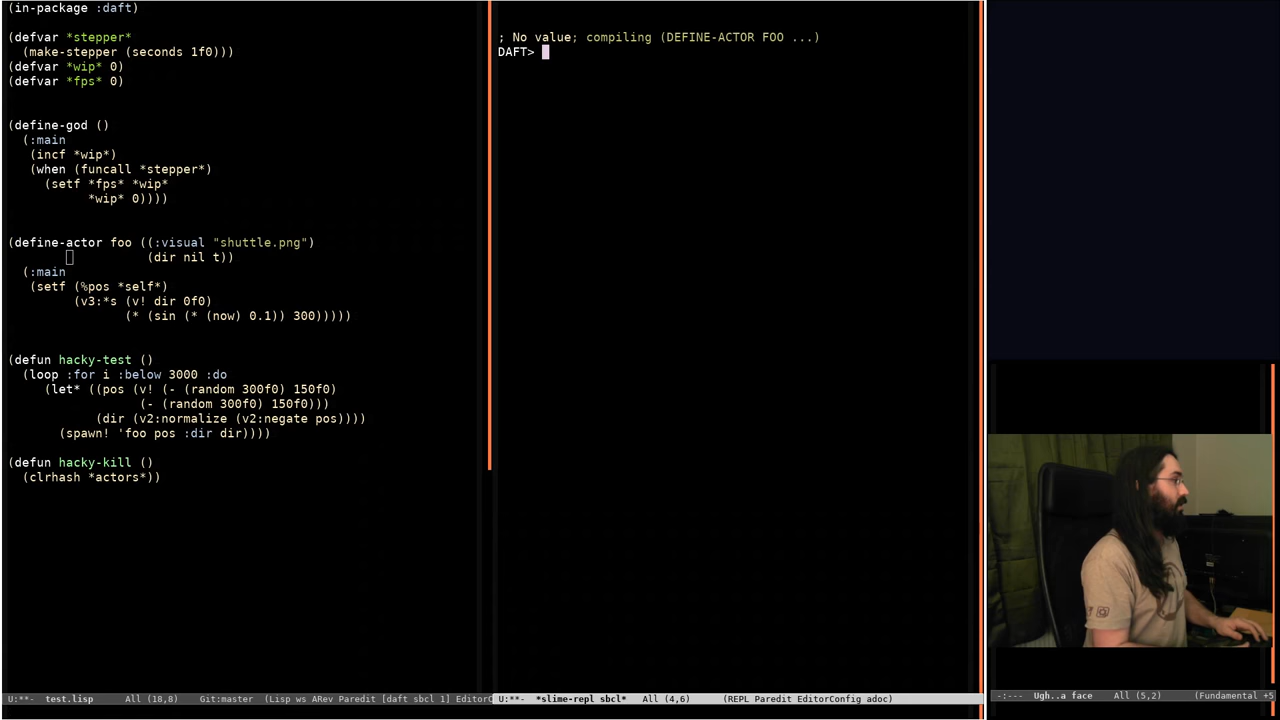 (in-package :daft)
(defvar *stepper*
  (make-stepper (seconds 1f0)))
(defvar *wip* 0)
(defvar *fps* 0)
(define-god ()
  (:main
   (incf *wip*)
   (when (funcall *stepper*)
     (setf *fps* *wip*
           *wip* 0))))
(define-actor foo ((:visual "shuttle.png")
                   (dir nil t))
  (:main
   (setf (%pos *self*)
         (v3:*s (v! dir 0f0)
                (* (sin (* (now) 0.1)) 300)))))
(defun hacky-test ()
  (loop :for i :below 3000 :do
     (let* ((pos (v! (- (random 300f0) 150f0)
                  (- (random 300f0) 150f0)))
            (dir (v2:normalize (v2:negate pos))))
       (spawn! 'foo pos :dir dir))))
(defun hacky-kill ()
  (clrhash *actors*))
U:**-  test.lisp     All (18,8)    Git:master  (Lisp ws ARev Paredit [daft sbcl 1] EditorC
; No value; compiling (DEFINE-ACTOR FOO ...)
DAFT>
U:**-  *slime-repl sbcl*   All (4,6)     (REPL Paredit EditorConfig adoc)
-:---  Ugh..a face   All (5,2)     (Fundamental +5